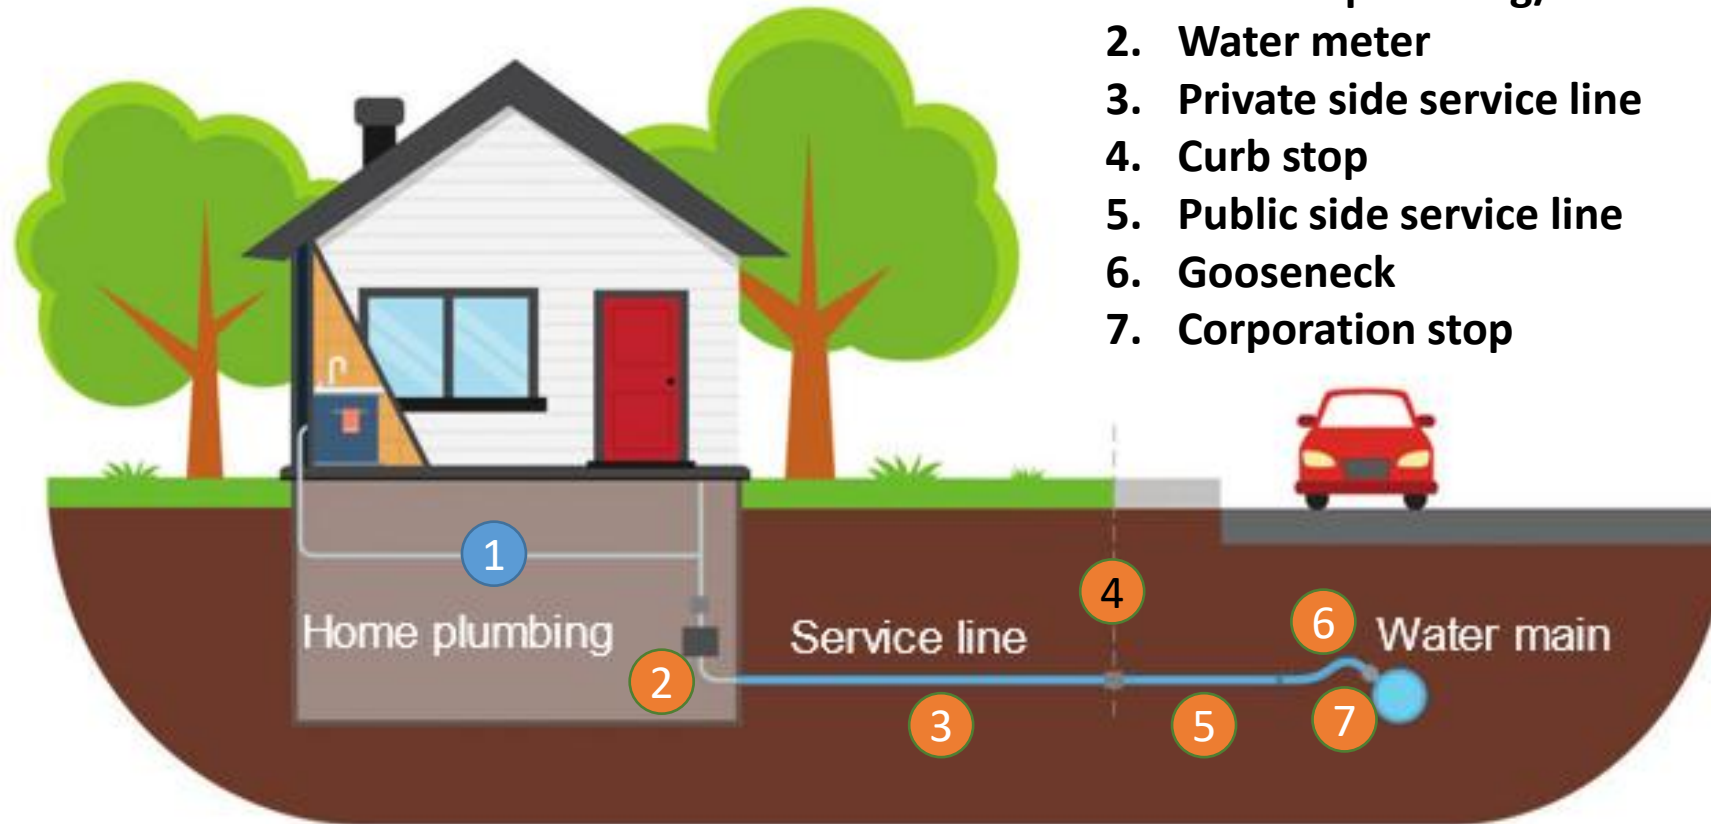 2. Water meter
3. Private side service line
4. Curb stop
5. Public side service line
6. Gooseneck
7. Corporation stop
1
4
6
Home plumbing
Service line
Water main
2
3
5
7